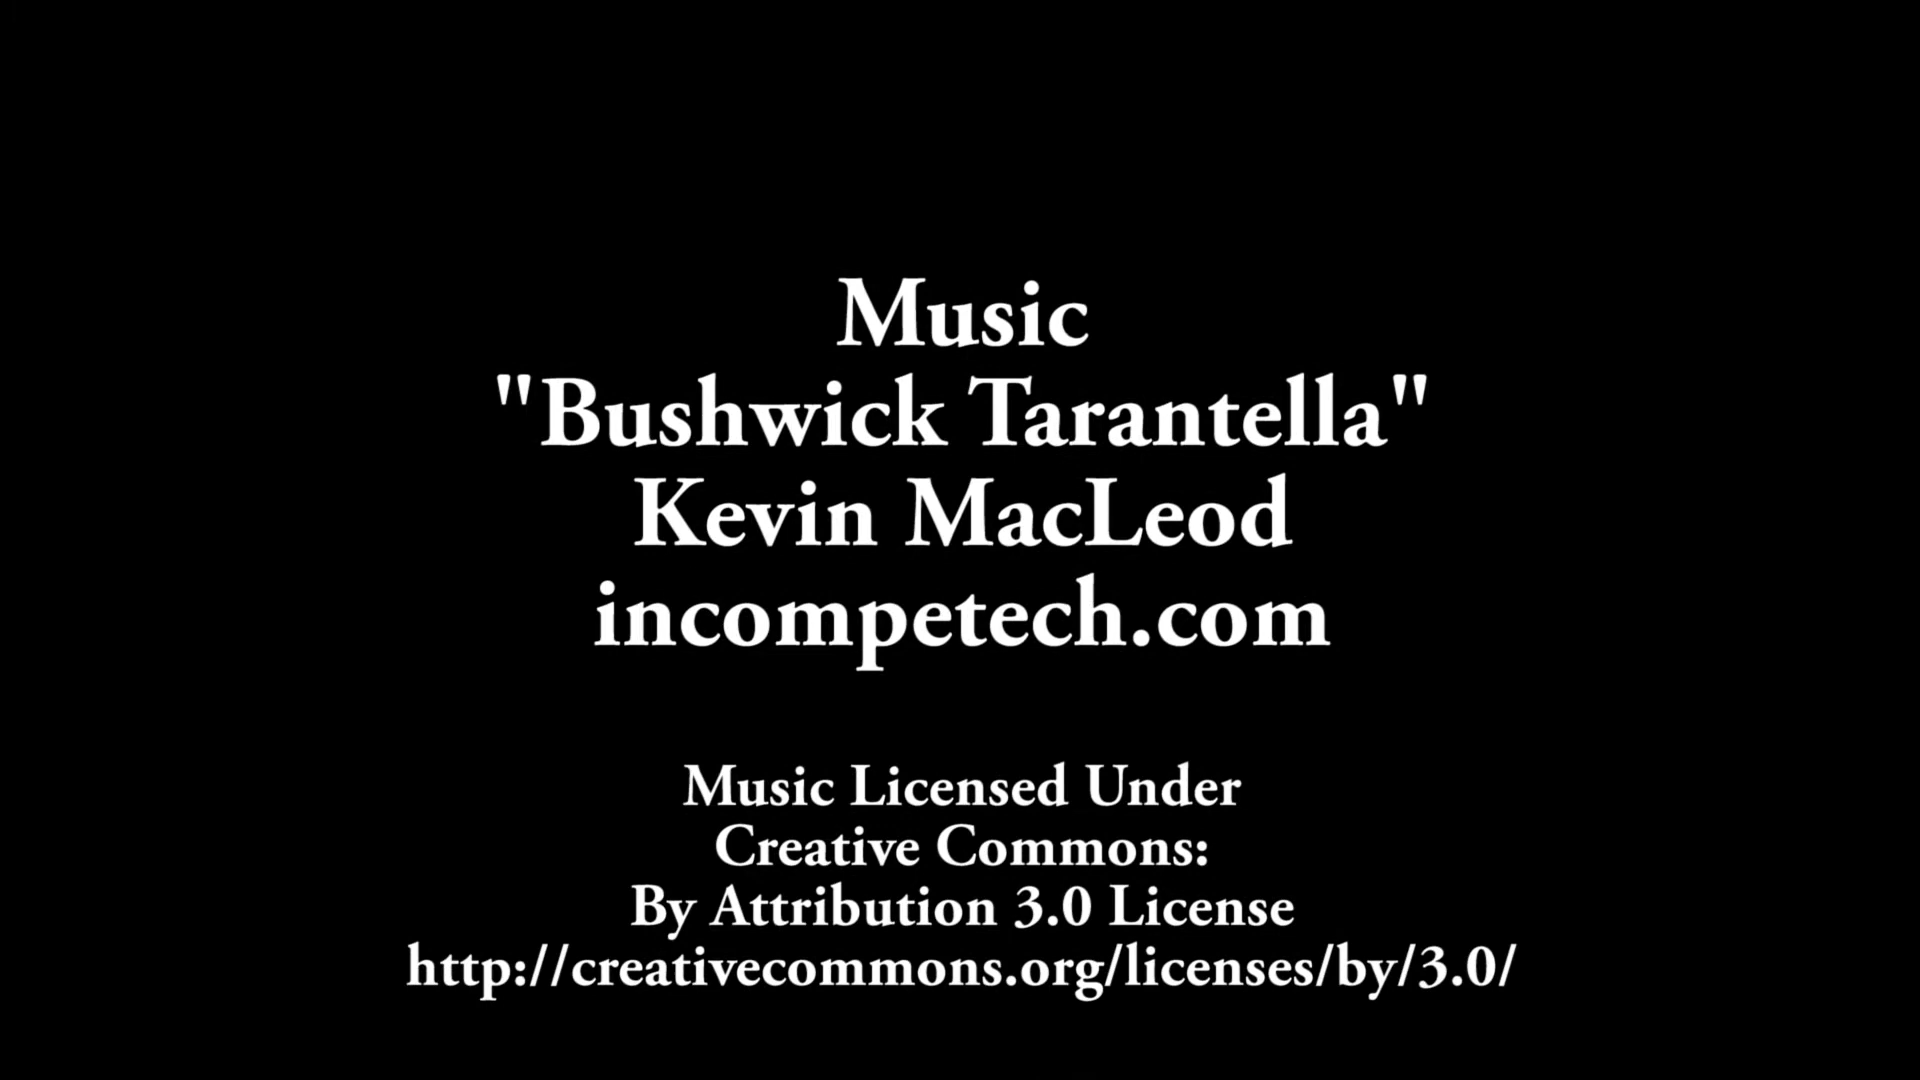 Music
"Bushwick Tarantella"
Kevin MacLeod
incompetech.com
Music Licensed Under
Creative Commons:
By Attribution 3.0 License
http://creativecommons.org/licenses/by/3.0/